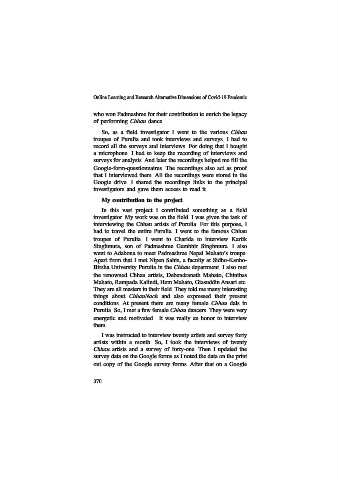 Online Learning and Research Alternative Dimensions of Covid-19 Pandemic
who won Padmashree for their contribution to enrich the legacy
of performing Chhau dance.
So, as a field investigator I went to the various Chhau
troupes of Purulia and took interviews and surveys. I had to
record all the surveys and interviews. For doing that I bought
a microphone. I had to keep the recording of interviews and
surveys for analysis. And later the recordings helped me fill the
Google-form-questionnaires. The recordings also act as proof
that I interviewed them. All the recordings were stored in the
Google drive. I shared the recordings links to the principal
investigators and gave them access to read it.
My contribution to the project
In this vast project I contributed something as a field
investigator. My work was on the field. I was given the task of
interviewing the Chhau artists of Purulia. For this purpose, I
had to travel the entire Purulia. I went to the famous Chhau
troupes of Purulia. I went to Charida to interview Kartik
Singhmura, son of Padmashree Gambhir Singhmura. I also
went to Adabona to meet Padmashree Nepal Mahato's troupe.
Apart from that I met Nipan Sahis, a faculty at Sidho-Kanho-
Birsha University Purulia in the Chhau department. I also met
the renowned Chhau artists, Debendranath Mahato, Chinibas
Mahato, Rampada Kalindi, Hem Mahato, Giasuddin Ansari etc.
They are all masters in their field. They told me many interesting
things about ChhauNach and also expressed their present
conditions. At present there are many female Chhau dals in
Purulia. So, I met a few female Chhau dancers. They were very
energetic and motivated. It was really an honor to interview
them.
I was instructed to interview twenty artists and survey forty
artists within a month. So, I took the interviews of twenty
Chhau artists and a survey of forty-one. Then I updated the
survey data on the Google forms as I noted the data on the print
out copy of the Google survey forms. After that on a Google
370